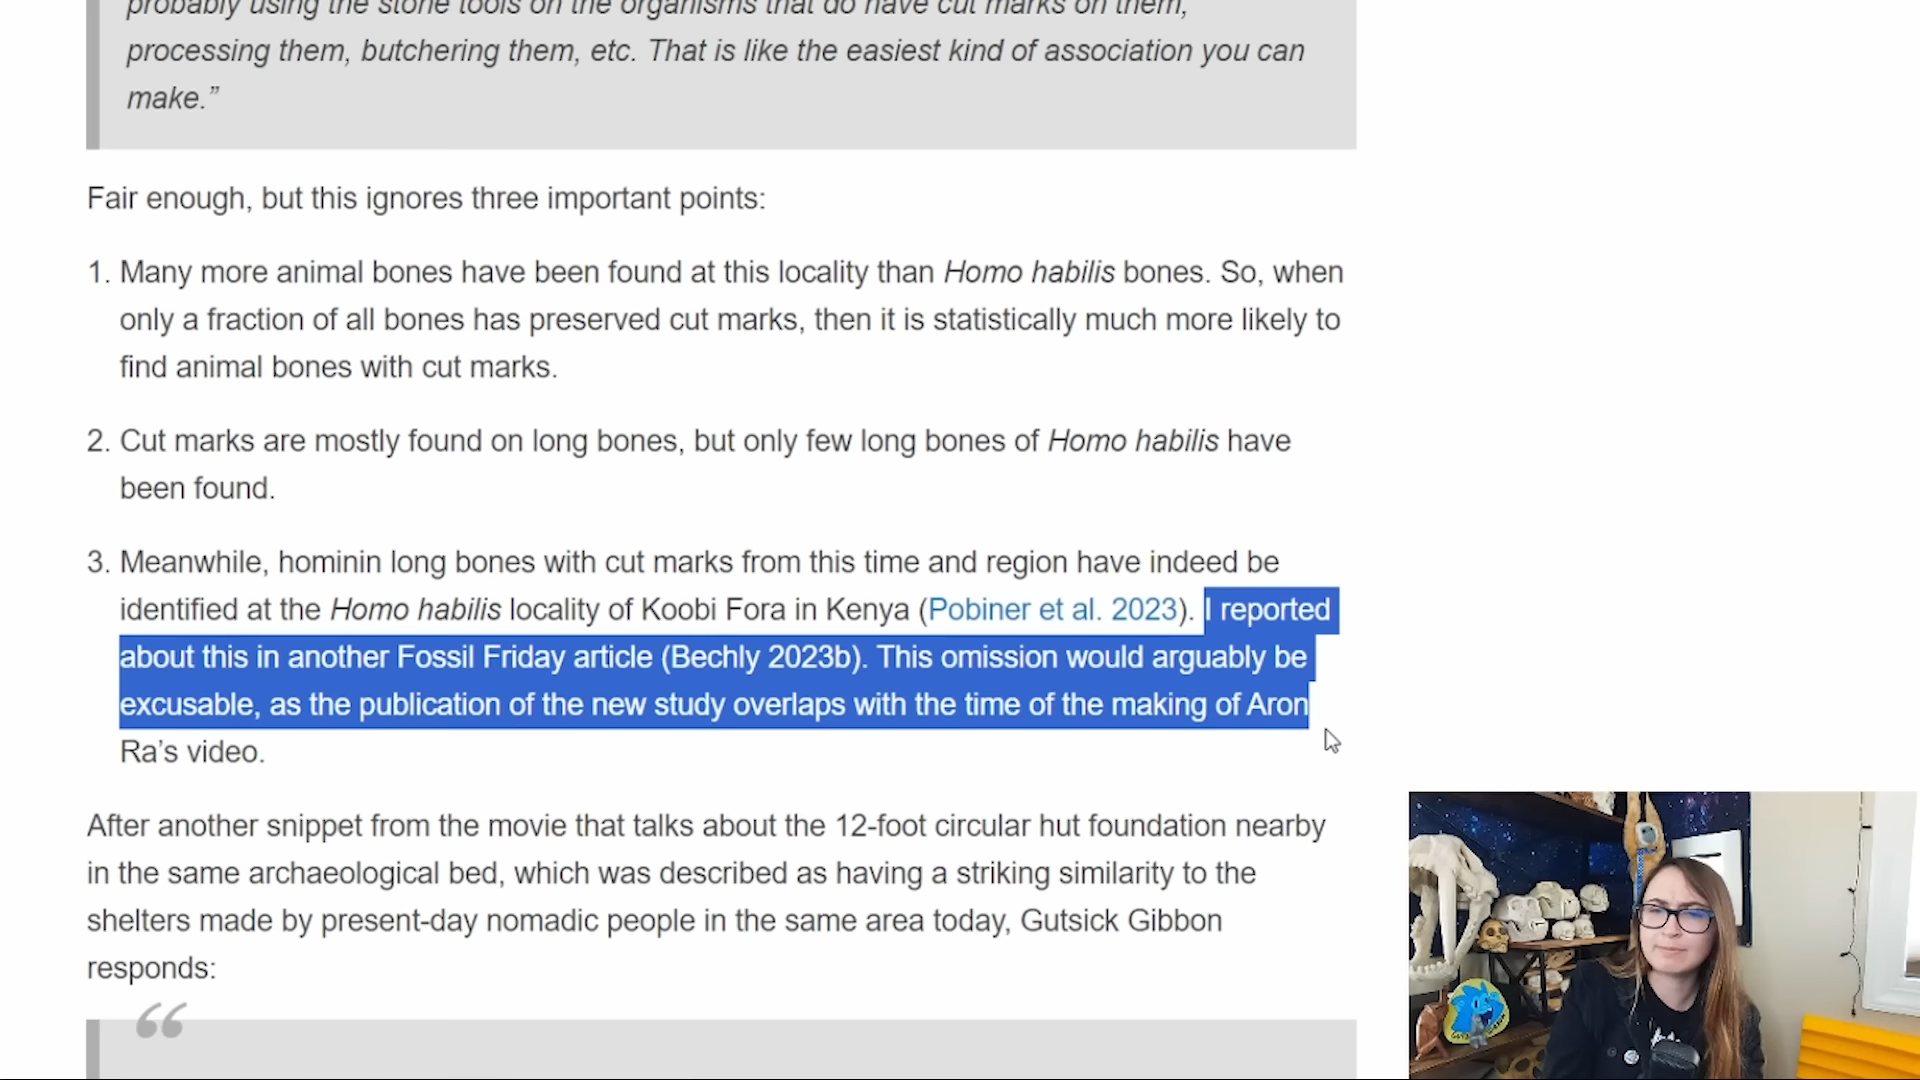 probably using the stone tools on the organisms that do have cut marks on them,
processing them, butchering them, etc. That is like the easiest kind of association you can
make.”
Fair enough, but this ignores three important points:
1. Many more animal bones have been found at this locality than Homo habilis bones. So, when
only a fraction of all bones has preserved cut marks, then it is statistically much more likely to
find animal bones with cut marks.
2. Cut marks are mostly found on long bones, but only few long bones of Homo habilis have
been found.
3. Meanwhile, hominin long bones with cut marks from this time and region have indeed be
identified at the Homo habilis locality of Koobi Fora in Kenya (Pobiner et al. 2023). I reported
about this in another Fossil Friday article (Bechly 2023b). This omission would arguably be
excusable, as the publication of the new study overlaps with the time of the making of Aron
Ra’s video.
After another snippet from the movie that talks about the 12-foot circular hut foundation nearby
in the same archaeological bed, which was described as having a striking similarity to the
shelters made by present-day nomadic people in the same area today, Gutsick Gibbon
responds:
“